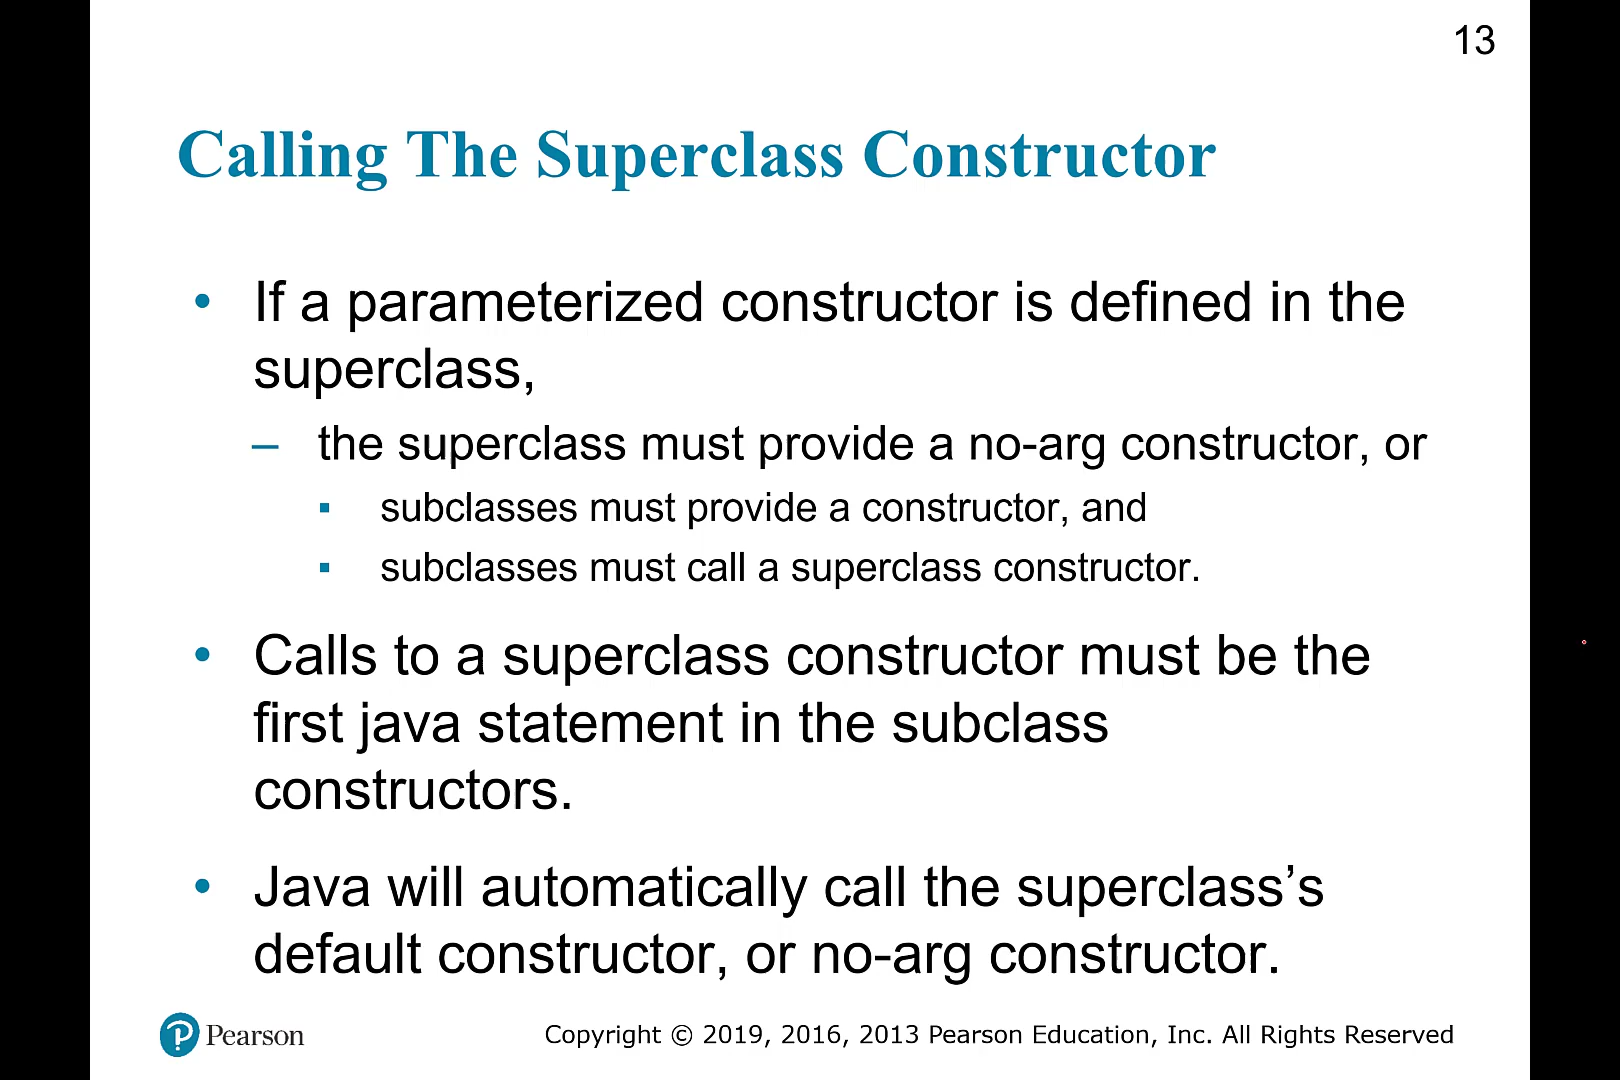 13
Calling The Superclass Constructor
• If a parameterized constructor is defined in the
superclass,
– the superclass must provide a no-arg constructor, or
▪ subclasses must provide a constructor, and
▪ subclasses must call a superclass constructor.
• Calls to a superclass constructor must be the
first java statement in the subclass
constructors.
• Java will automatically call the superclass’s
default constructor, or no-arg constructor.
P Pearson
Copyright © 2019, 2016, 2013 Pearson Education, Inc. All Rights Reserved